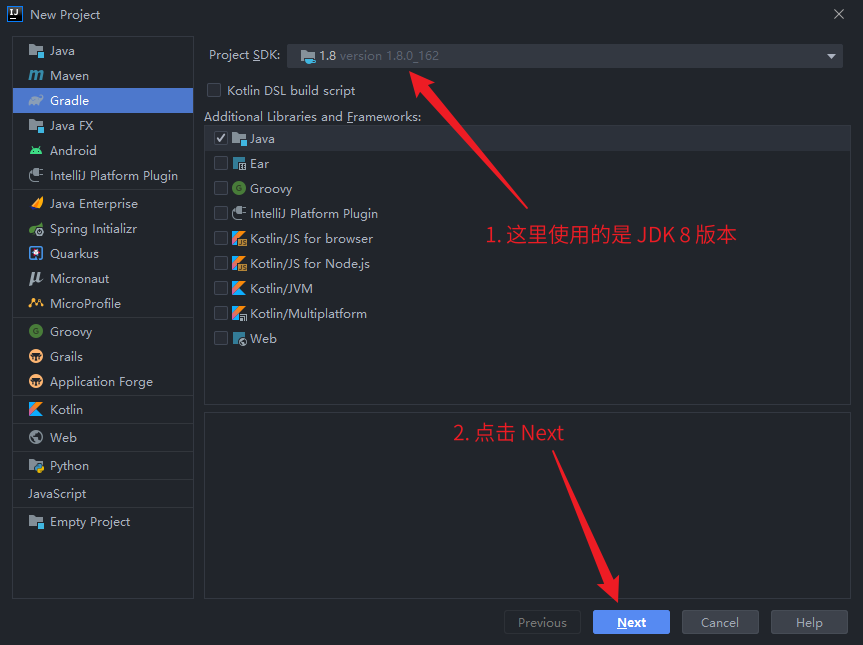 New Project
Java
Maven
Gradle
Java FX
Android
IntelliJ Platform Plugin
Java Enterprise
Spring Initializr
Quarkus
Micronaut
MicroProfile
Groovy
Grails
Application Forge
Kotlin
Web
Python
JavaScript
Empty Project
Project SDK: 1.8 version 1.8.0_162
Kotlin DSL build script
Additional Libraries and Frameworks:
Java
Ear
Groovy
IntelliJ Platform Plugin
Kotlin/JS for browser
Kotlin/JS for Node.js
Kotlin/JVM
Kotlin/Multiplatform
Web
1. 这里使用的是 JDK 8 版本
2. 点击 Next
Previous
Next
Cancel
Help